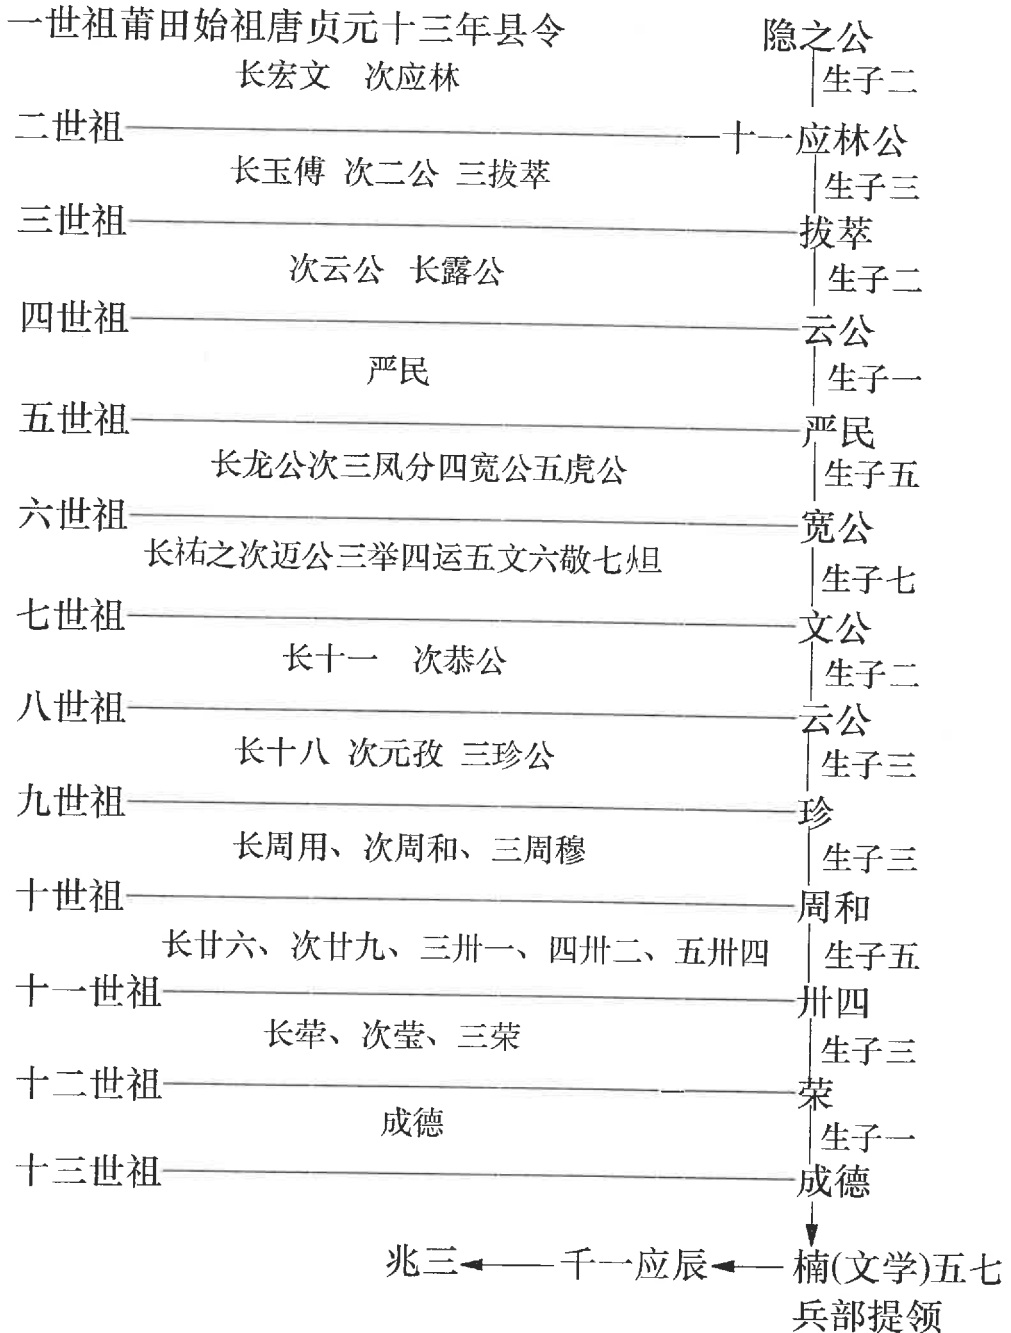 一世祖莆田始祖唐贞元十三年县令 隐之公
长宏文 次应林 生子二
二世祖 十一应林公
长玉傅 次二公 三拔萃 生子三
三世祖 拔萃
次云公 长露公 生子二
四世祖 云公
严民 生子一
五世祖 严民
长龙公次三凤分四宽公五虎公 生子五
六世祖 宽公
长祐之次迈公三举四运五文六敬七炟 生子七
七世祖 文公
长十一 次恭公 生子二
八世祖 云公
长十八 次元孜 三珍公 生子三
九世祖 珍
长周用、次周和、三周穆 生子三
十世祖 周和
长廿六、次廿九、三卅一、四卅二、五卅四 生子五
十一世祖 卅四
长荦、次莹、三荣 生子三
十二世祖 荣
成德 生子一
十三世祖 成德
兆三 千一应辰 楠(文学)五七
兵部提领